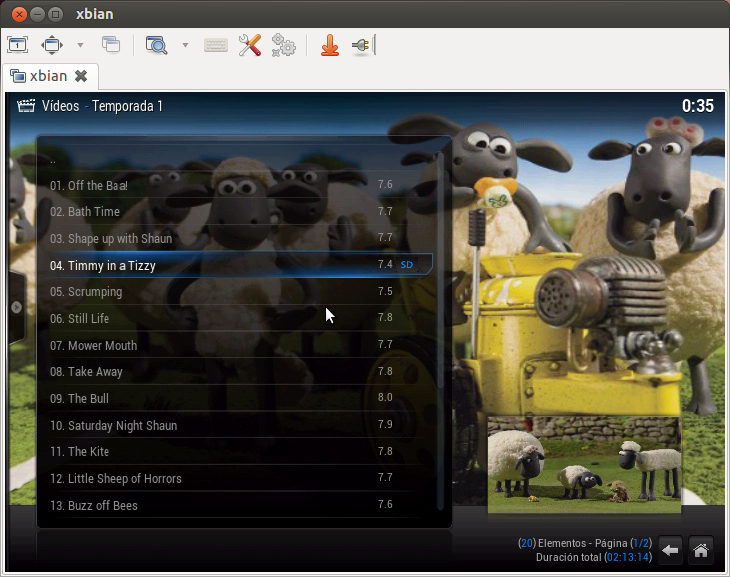 xbian
xbian
Vídeos - Temporada 1
0:35
..
01. Off the Baa! 7.6
02. Bath Time 7.7
03. Shape up with Shaun 7.7
04. Timmy in a Tizzy 7.4 SD
05. Scrumping 7.5
06. Still Life 7.8
07. Mower Mouth 7.7
08. Take Away 7.8
09. The Bull 8.0
10. Saturday Night Shaun 7.9
11. The Kite 7.8
12. Little Sheep of Horrors 7.7
13. Buzz off Bees 7.6
(20) Elementos - Página (1/2)
Duración total (02:13:14)